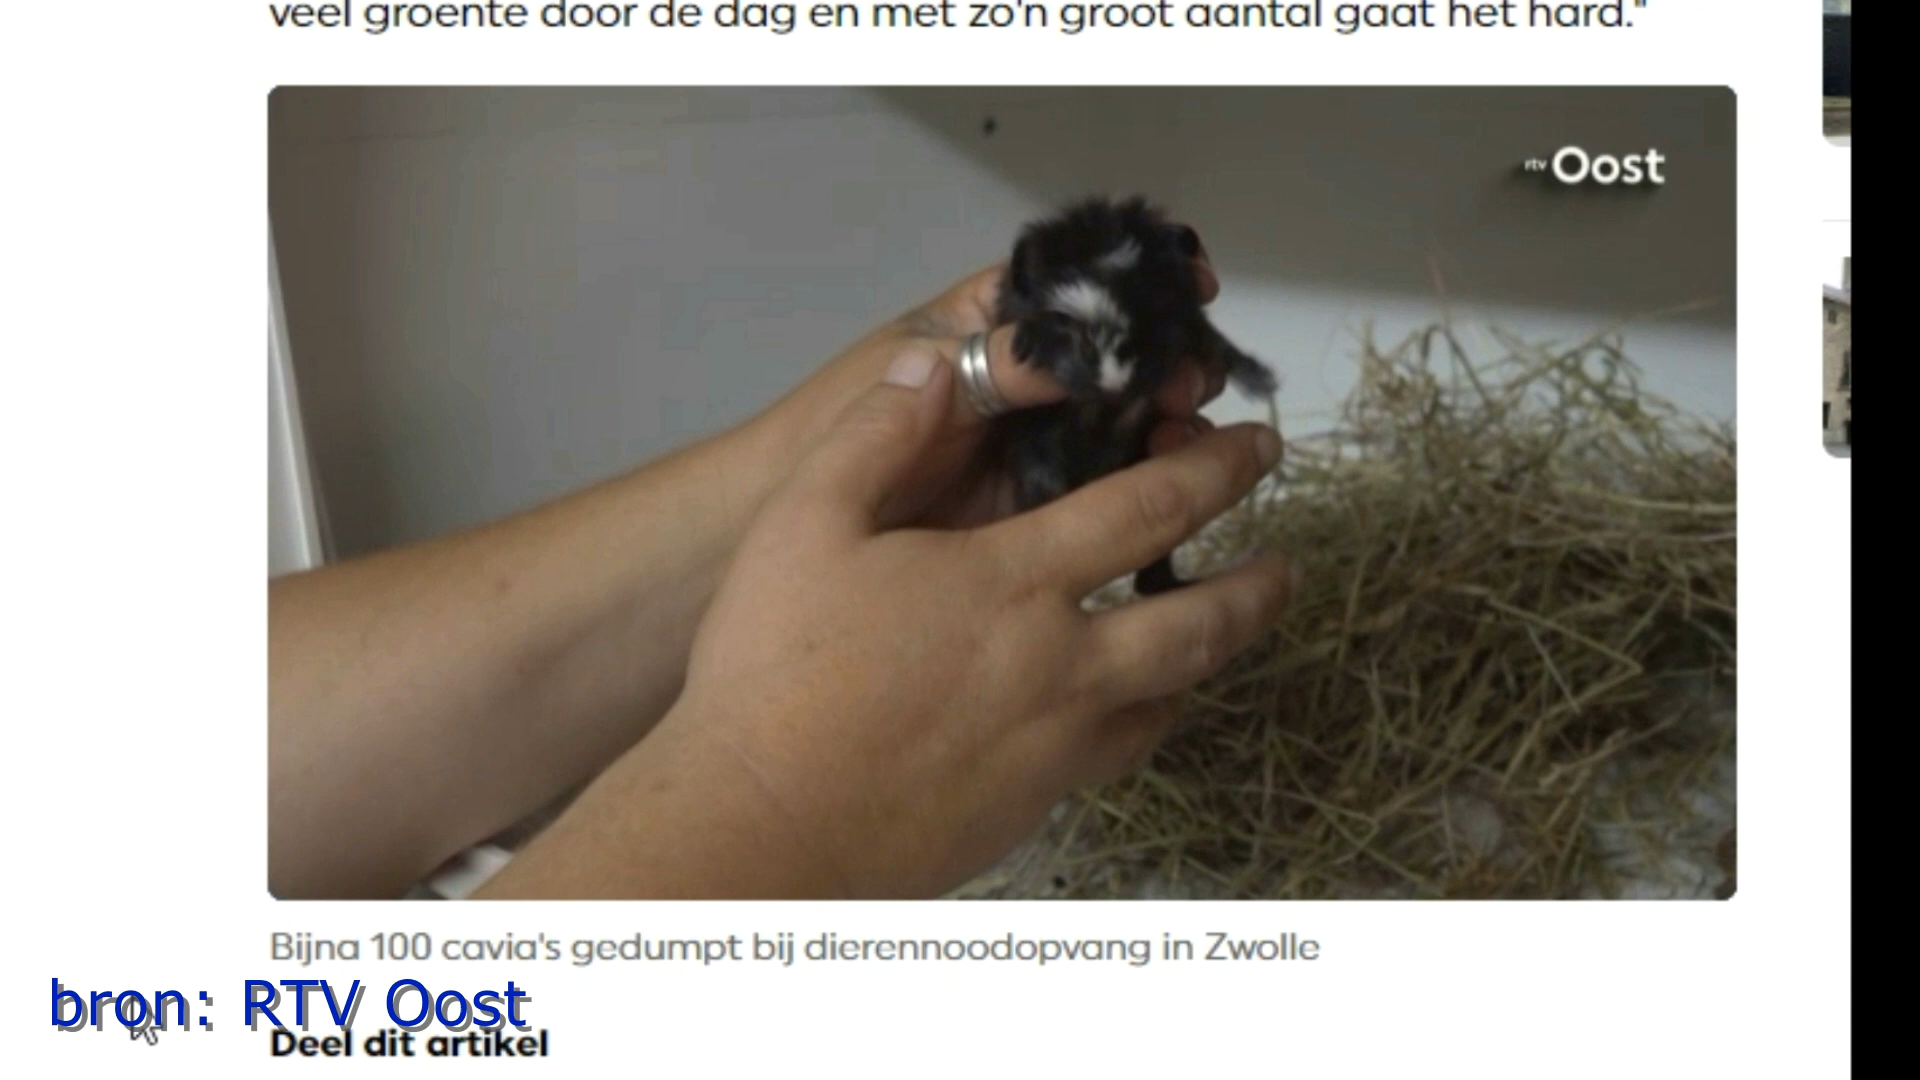 veel groente door de dag en met zo'n groot aantal gaat het hard."
rtv Oost
Bijna 100 cavia's gedumpt bij dierennoodopvang in Zwolle
bron: RTV Oost
Deel dit artikel